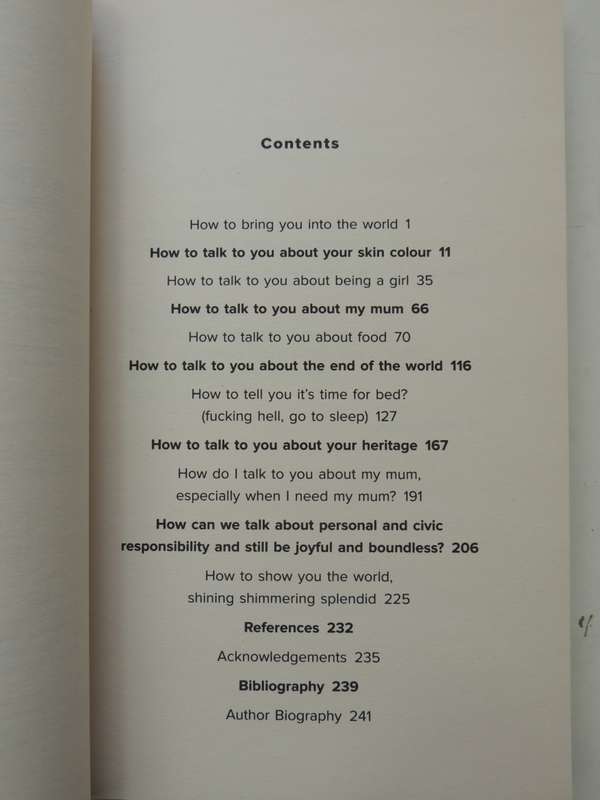 Contents
How to bring you into the world 1
How to talk to you about your skin colour 11
How to talk to you about being a girl 35
How to talk to you about my mum 66
How to talk to you about food 70
How to talk to you about the end of the world 116
How to tell you it's time for bed?
(fucking hell, go to sleep) 127
How to talk to you about your heritage 167
How do I talk to you about my mum,
especially when I need my mum? 191
How can we talk about personal and civic
responsibility and still be joyful and boundless? 206
How to show you the world,
shining shimmering splendid 225
References 232
Acknowledgements 235
Bibliography 239
Author Biography 241